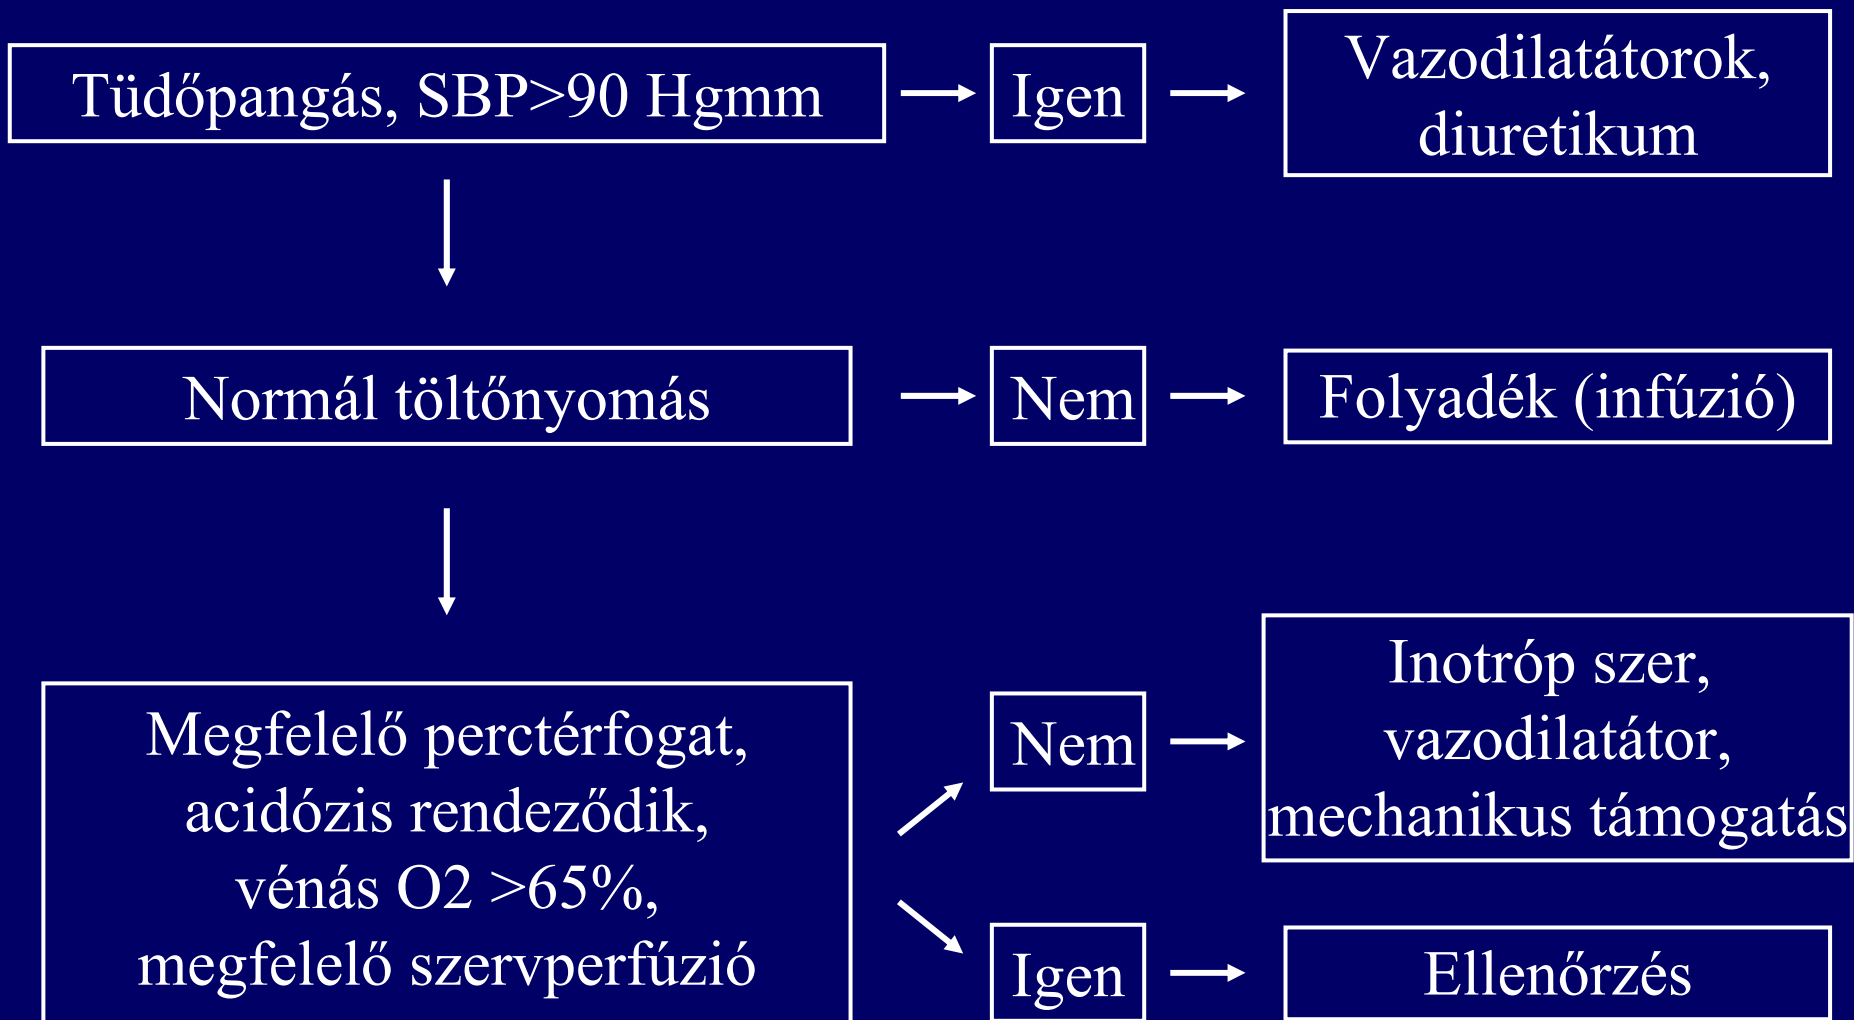 Tüdőpangás, SBP>90 Hgmm
Igen
Vazodilatátorok,
diuretikum
Normál töltőnyomás
Nem
Folyadék (infúzió)
Megfelelő perctérfogat,
acidózis rendeződik,
vénás O2 >65%,
megfelelő szervperfúzió
Nem
Inotróp szer,
vazodilatátor,
mechanikus támogatás
Igen
Ellenőrzés